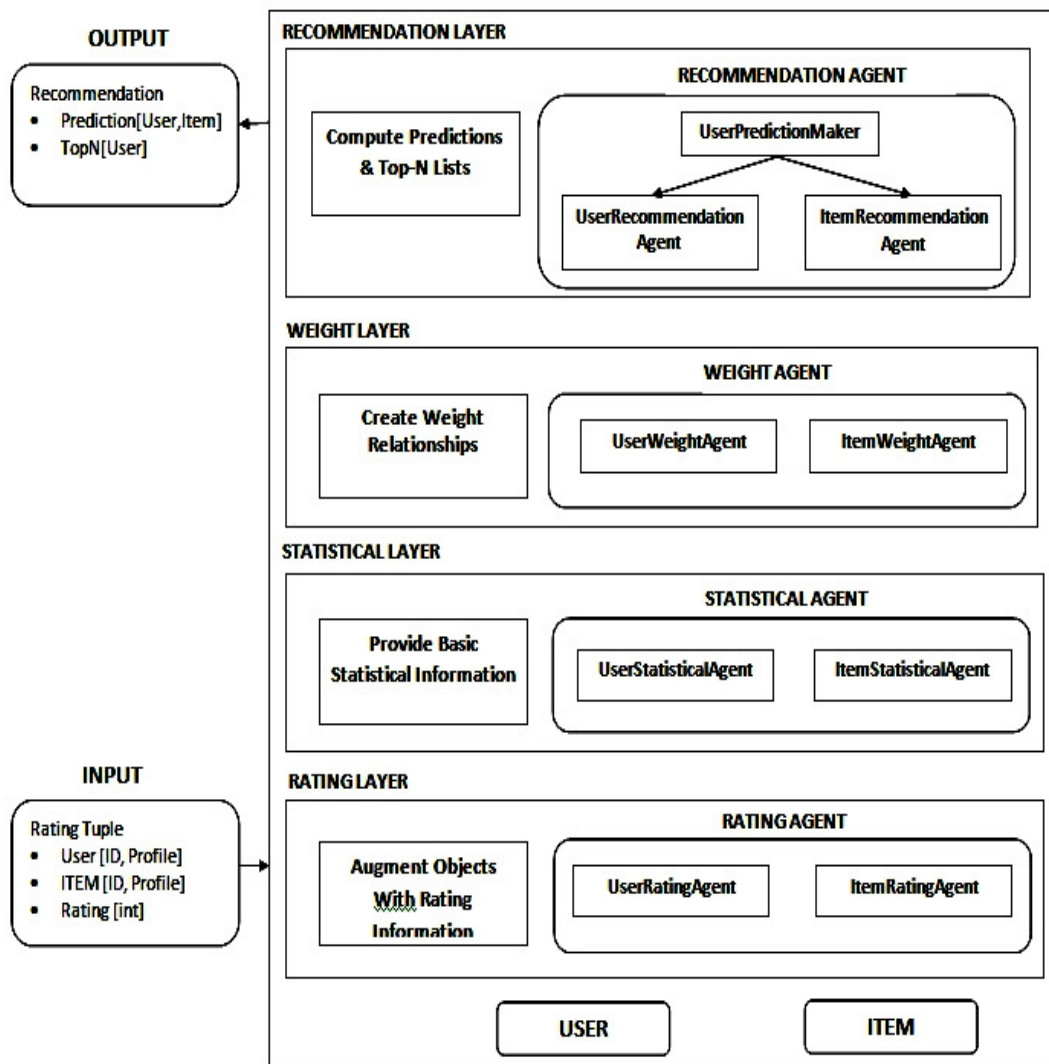 OUTPUT
Recommendation
• Prediction[User,Item]
• TopN[User]
RECOMMENDATION LAYER
RECOMMENDATION AGENT
Compute Predictions
& Top-N Lists
UserPredictionMaker
UserRecommendation
Agent
ItemRecommendation
Agent
WEIGHT LAYER
WEIGHT AGENT
Create Weight
Relationships
UserWeightAgent
ItemWeightAgent
STATISTICAL LAYER
STATISTICAL AGENT
Provide Basic
Statistical Information
UserStatisticalAgent
ItemStatisticalAgent
INPUT
Rating Tuple
• User [ID, Profile]
• ITEM [ID, Profile]
• Rating [int]
RATING LAYER
RATING AGENT
Augment Objects
With Rating
Information
UserRatingAgent
ItemRatingAgent
USER
ITEM